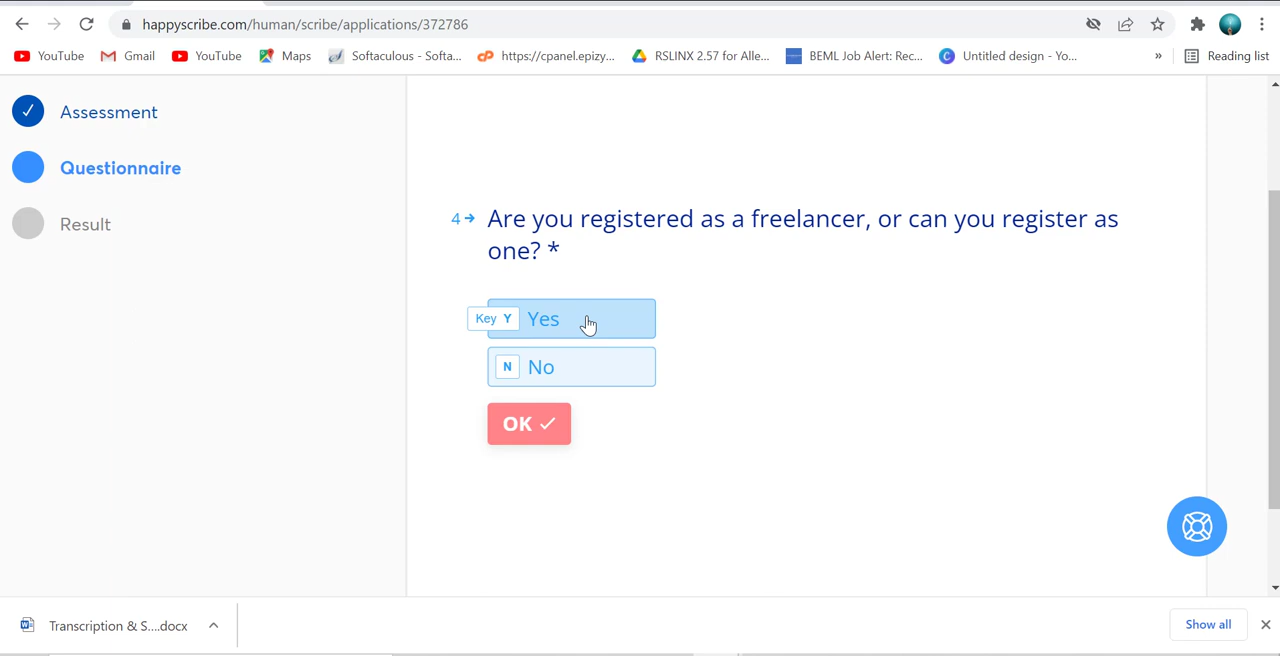 happyscribe.com/human/scribe/applications/372786
YouTube
Gmail
YouTube
Maps
Softaculous - Softa...
https://cpanel.epizy...
RSLINX 2.57 for Alle...
BEML Job Alert: Rec...
Untitled design - Yo...
»
Reading list
Assessment
Questionnaire
Result
4 → Are you registered as a freelancer, or can you register as
one? *
Key Y Yes
N No
OK ✓
Transcription & S....docx
Show all